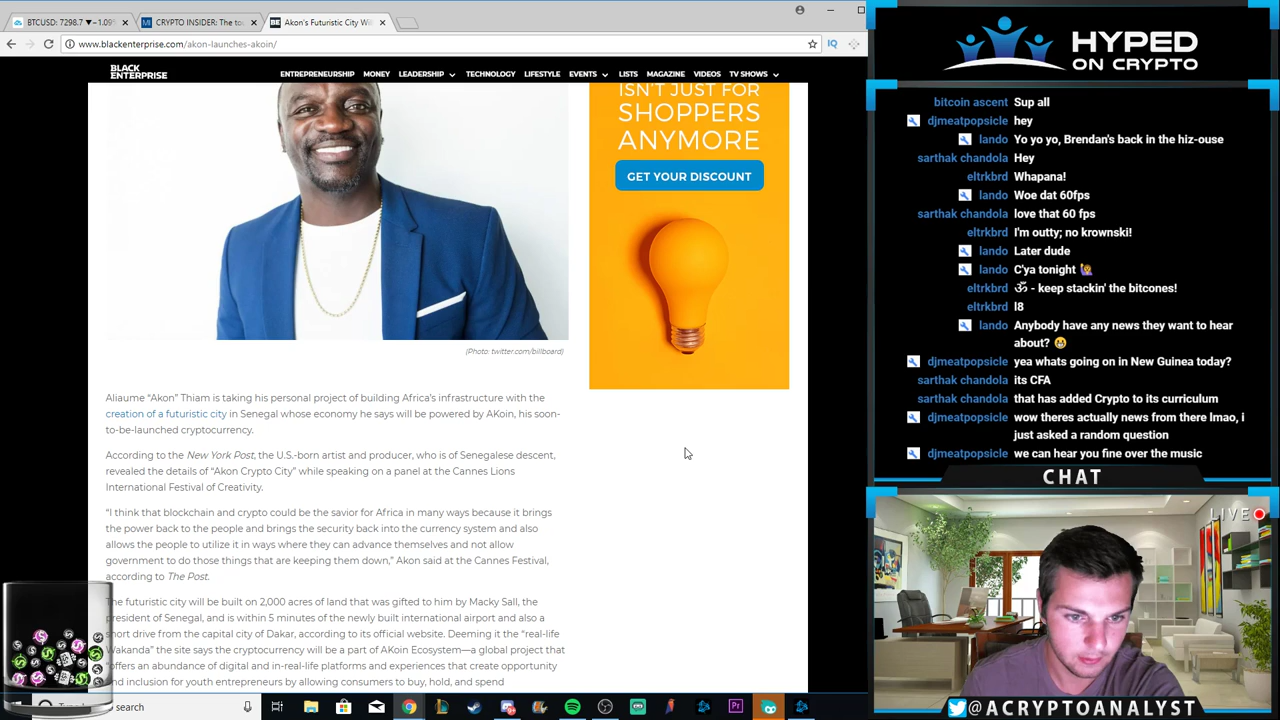 BTCUSD: 7298.7 ▼−1.09%
CRYPTO INSIDER: The to
Akon's Futuristic City Wi
www.blackenterprise.com/akon-launches-akoin/
BLACK
ENTERPRISE
ENTREPRENEURSHIP MONEY LEADERSHIP TECHNOLOGY LIFESTYLE EVENTS LISTS MAGAZINE VIDEOS TV SHOWS
ISN'T JUST FOR
SHOPPERS
ANYMORE
GET YOUR DISCOUNT
(Photo: twitter.com/billboard)
Aliaume “Akon” Thiam is taking his personal project of building Africa’s infrastructure with the
creation of a futuristic city in Senegal whose economy he says will be powered by AKoin, his soon-
to-be-launched cryptocurrency.
According to the New York Post, the U.S.-born artist and producer, who is of Senegalese descent,
revealed the details of “Akon Crypto City” while speaking on a panel at the Cannes Lions
International Festival of Creativity.
“I think that blockchain and crypto could be the savior for Africa in many ways because it brings
the power back to the people and brings the security back into the currency system and also
allows the people to utilize it in ways where they can advance themselves and not allow
government to do those things that are keeping them down,” Akon said at the Cannes Festival,
according to The Post.
The futuristic city will be built on 2,000 acres of land that was gifted to him by Macky Sall, the
president of Senegal, and is within 5 minutes of the newly built international airport and also a
short drive from the capital city of Dakar, according to its official website. Deeming it the “real-life
Wakanda” the site says the cryptocurrency will be a part of AKoin Ecosystem—a global project that
“offers an abundance of digital and in-real-life platforms and experiences that create opportunity
and inclusion for youth entrepreneurs by allowing consumers to buy, hold, and spend
search
HYPED
ON CRYPTO
bitcoin ascent Sup all
djmeatpopsicle hey
lando Yo yo yo, Brendan's back in the hiz-ouse
sarthak chandola Hey
eltrkbrd Whapana!
lando Woe dat 60fps
sarthak chandola love that 60 fps
eltrkbrd I'm outty; no krownski!
lando Later dude
lando C'ya tonight 🙋
eltrkbrd ॐ - keep stackin' the bitcones!
eltrkbrd l8
lando Anybody have any news they want to hear
about? 😁
djmeatpopsicle yea whats going on in New Guinea today?
sarthak chandola its CFA
sarthak chandola that has added Crypto to its curriculum
djmeatpopsicle wow theres actually news from there lmao, i
just asked a random question
djmeatpopsicle we can hear you fine over the music
CHAT
LIVE
@ACRYPTOANALYST